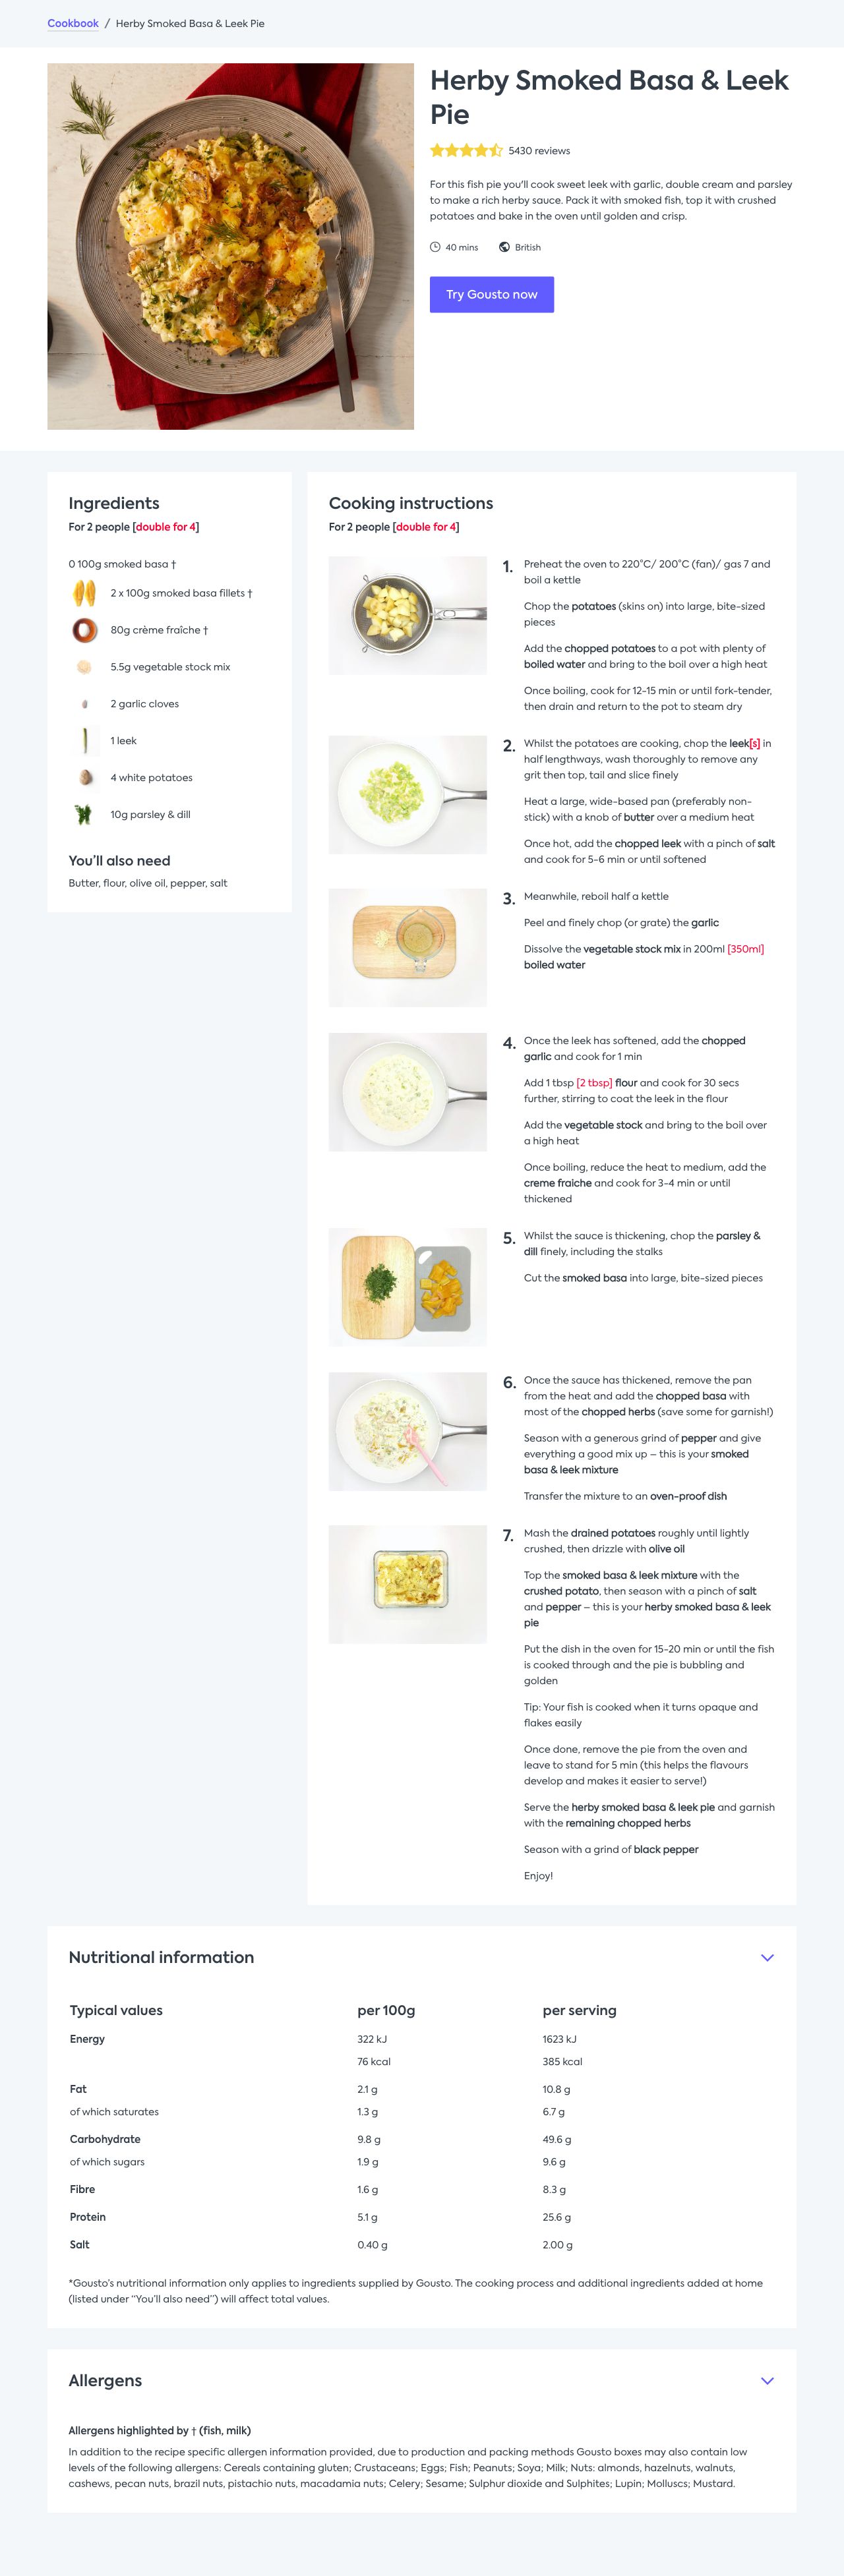 Cookbook / Herby Smoked Basa & Leek Pie
Herby Smoked Basa & Leek
Pie
5430 reviews
For this fish pie you'll cook sweet leek with garlic, double cream and parsley
to make a rich herby sauce. Pack it with smoked fish, top it with crushed
potatoes and bake in the oven until golden and crisp.
40 mins British
Try Gousto now
Ingredients
For 2 people [double for 4]
0 100g smoked basa †
2 x 100g smoked basa fillets †
80g crème fraîche †
5.5g vegetable stock mix
2 garlic cloves
1 leek
4 white potatoes
10g parsley & dill
You'll also need
Butter, flour, olive oil, pepper, salt
Cooking instructions
For 2 people [double for 4]
1. Preheat the oven to 220°C/ 200°C (fan)/ gas 7 and
boil a kettle
Chop the potatoes (skins on) into large, bite-sized
pieces
Add the chopped potatoes to a pot with plenty of
boiled water and bring to the boil over a high heat
Once boiling, cook for 12-15 min or until fork-tender,
then drain and return to the pot to steam dry
2. Whilst the potatoes are cooking, chop the leek[s] in
half lengthways, wash thoroughly to remove any
grit then top, tail and slice finely
Heat a large, wide-based pan (preferably non-
stick) with a knob of butter over a medium heat
Once hot, add the chopped leek with a pinch of salt
and cook for 5-6 min or until softened
3. Meanwhile, reboil half a kettle
Peel and finely chop (or grate) the garlic
Dissolve the vegetable stock mix in 200ml [350ml]
boiled water
4. Once the leek has softened, add the chopped
garlic and cook for 1 min
Add 1 tbsp [2 tbsp] flour and cook for 30 secs
further, stirring to coat the leek in the flour
Add the vegetable stock and bring to the boil over
a high heat
Once boiling, reduce the heat to medium, add the
creme fraiche and cook for 3-4 min or until
thickened
5. Whilst the sauce is thickening, chop the parsley &
dill finely, including the stalks
Cut the smoked basa into large, bite-sized pieces
6. Once the sauce has thickened, remove the pan
from the heat and add the chopped basa with
most of the chopped herbs (save some for garnish!)
Season with a generous grind of pepper and give
everything a good mix up – this is your smoked
basa & leek mixture
Transfer the mixture to an oven-proof dish
7. Mash the drained potatoes roughly until lightly
crushed, then drizzle with olive oil
Top the smoked basa & leek mixture with the
crushed potato, then season with a pinch of salt
and pepper – this is your herby smoked basa & leek
pie
Put the dish in the oven for 15-20 min or until the fish
is cooked through and the pie is bubbling and
golden
Tip: Your fish is cooked when it turns opaque and
flakes easily
Once done, remove the pie from the oven and
leave to stand for 5 min (this helps the flavours
develop and makes it easier to serve!)
Serve the herby smoked basa & leek pie and garnish
with the remaining chopped herbs
Season with a grind of black pepper
Enjoy!
Nutritional information
Typical values per 100g per serving
Energy 322 kJ 1623 kJ
76 kcal 385 kcal
Fat 2.1 g 10.8 g
of which saturates 1.3 g 6.7 g
Carbohydrate 9.8 g 49.6 g
of which sugars 1.9 g 9.6 g
Fibre 1.6 g 8.3 g
Protein 5.1 g 25.6 g
Salt 0.40 g 2.00 g
*Gousto's nutritional information only applies to ingredients supplied by Gousto. The cooking process and additional ingredients added at home
(listed under "You'll also need") will affect total values.
Allergens
Allergens highlighted by † (fish, milk)
In addition to the recipe specific allergen information provided, due to production and packing methods Gousto boxes may also contain low
levels of the following allergens: Cereals containing gluten; Crustaceans; Eggs; Fish; Peanuts; Soya; Milk; Nuts: almonds, hazelnuts, walnuts,
cashews, pecan nuts, brazil nuts, pistachio nuts, macadamia nuts; Celery; Sesame; Sulphur dioxide and Sulphites; Lupin; Molluscs; Mustard.